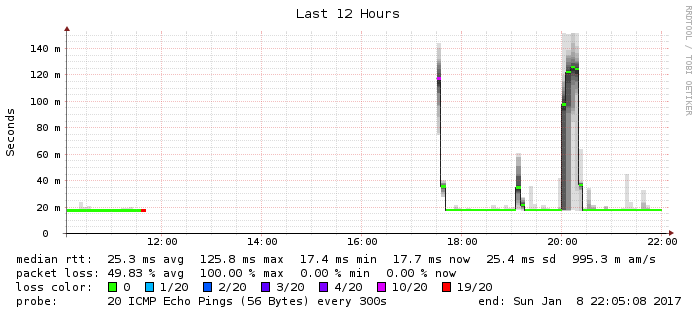 Last 12 Hours
RRDTOOL / TOBI OETIKER
Seconds
140 m
120 m
100 m
80 m
60 m
40 m
20 m
0
12:00 14:00 16:00 18:00 20:00 22:00
median rtt: 25.3 ms avg 125.8 ms max 17.4 ms min 17.7 ms now 25.4 ms sd 995.3 m am/s
packet loss: 49.83 % avg 100.00 % max 0.00 % min 0.00 % now
loss color: 0 1/20 2/20 3/20 4/20 10/20 19/20
probe: 20 ICMP Echo Pings (56 Bytes) every 300s end: Sun Jan 8 22:05:08 2017